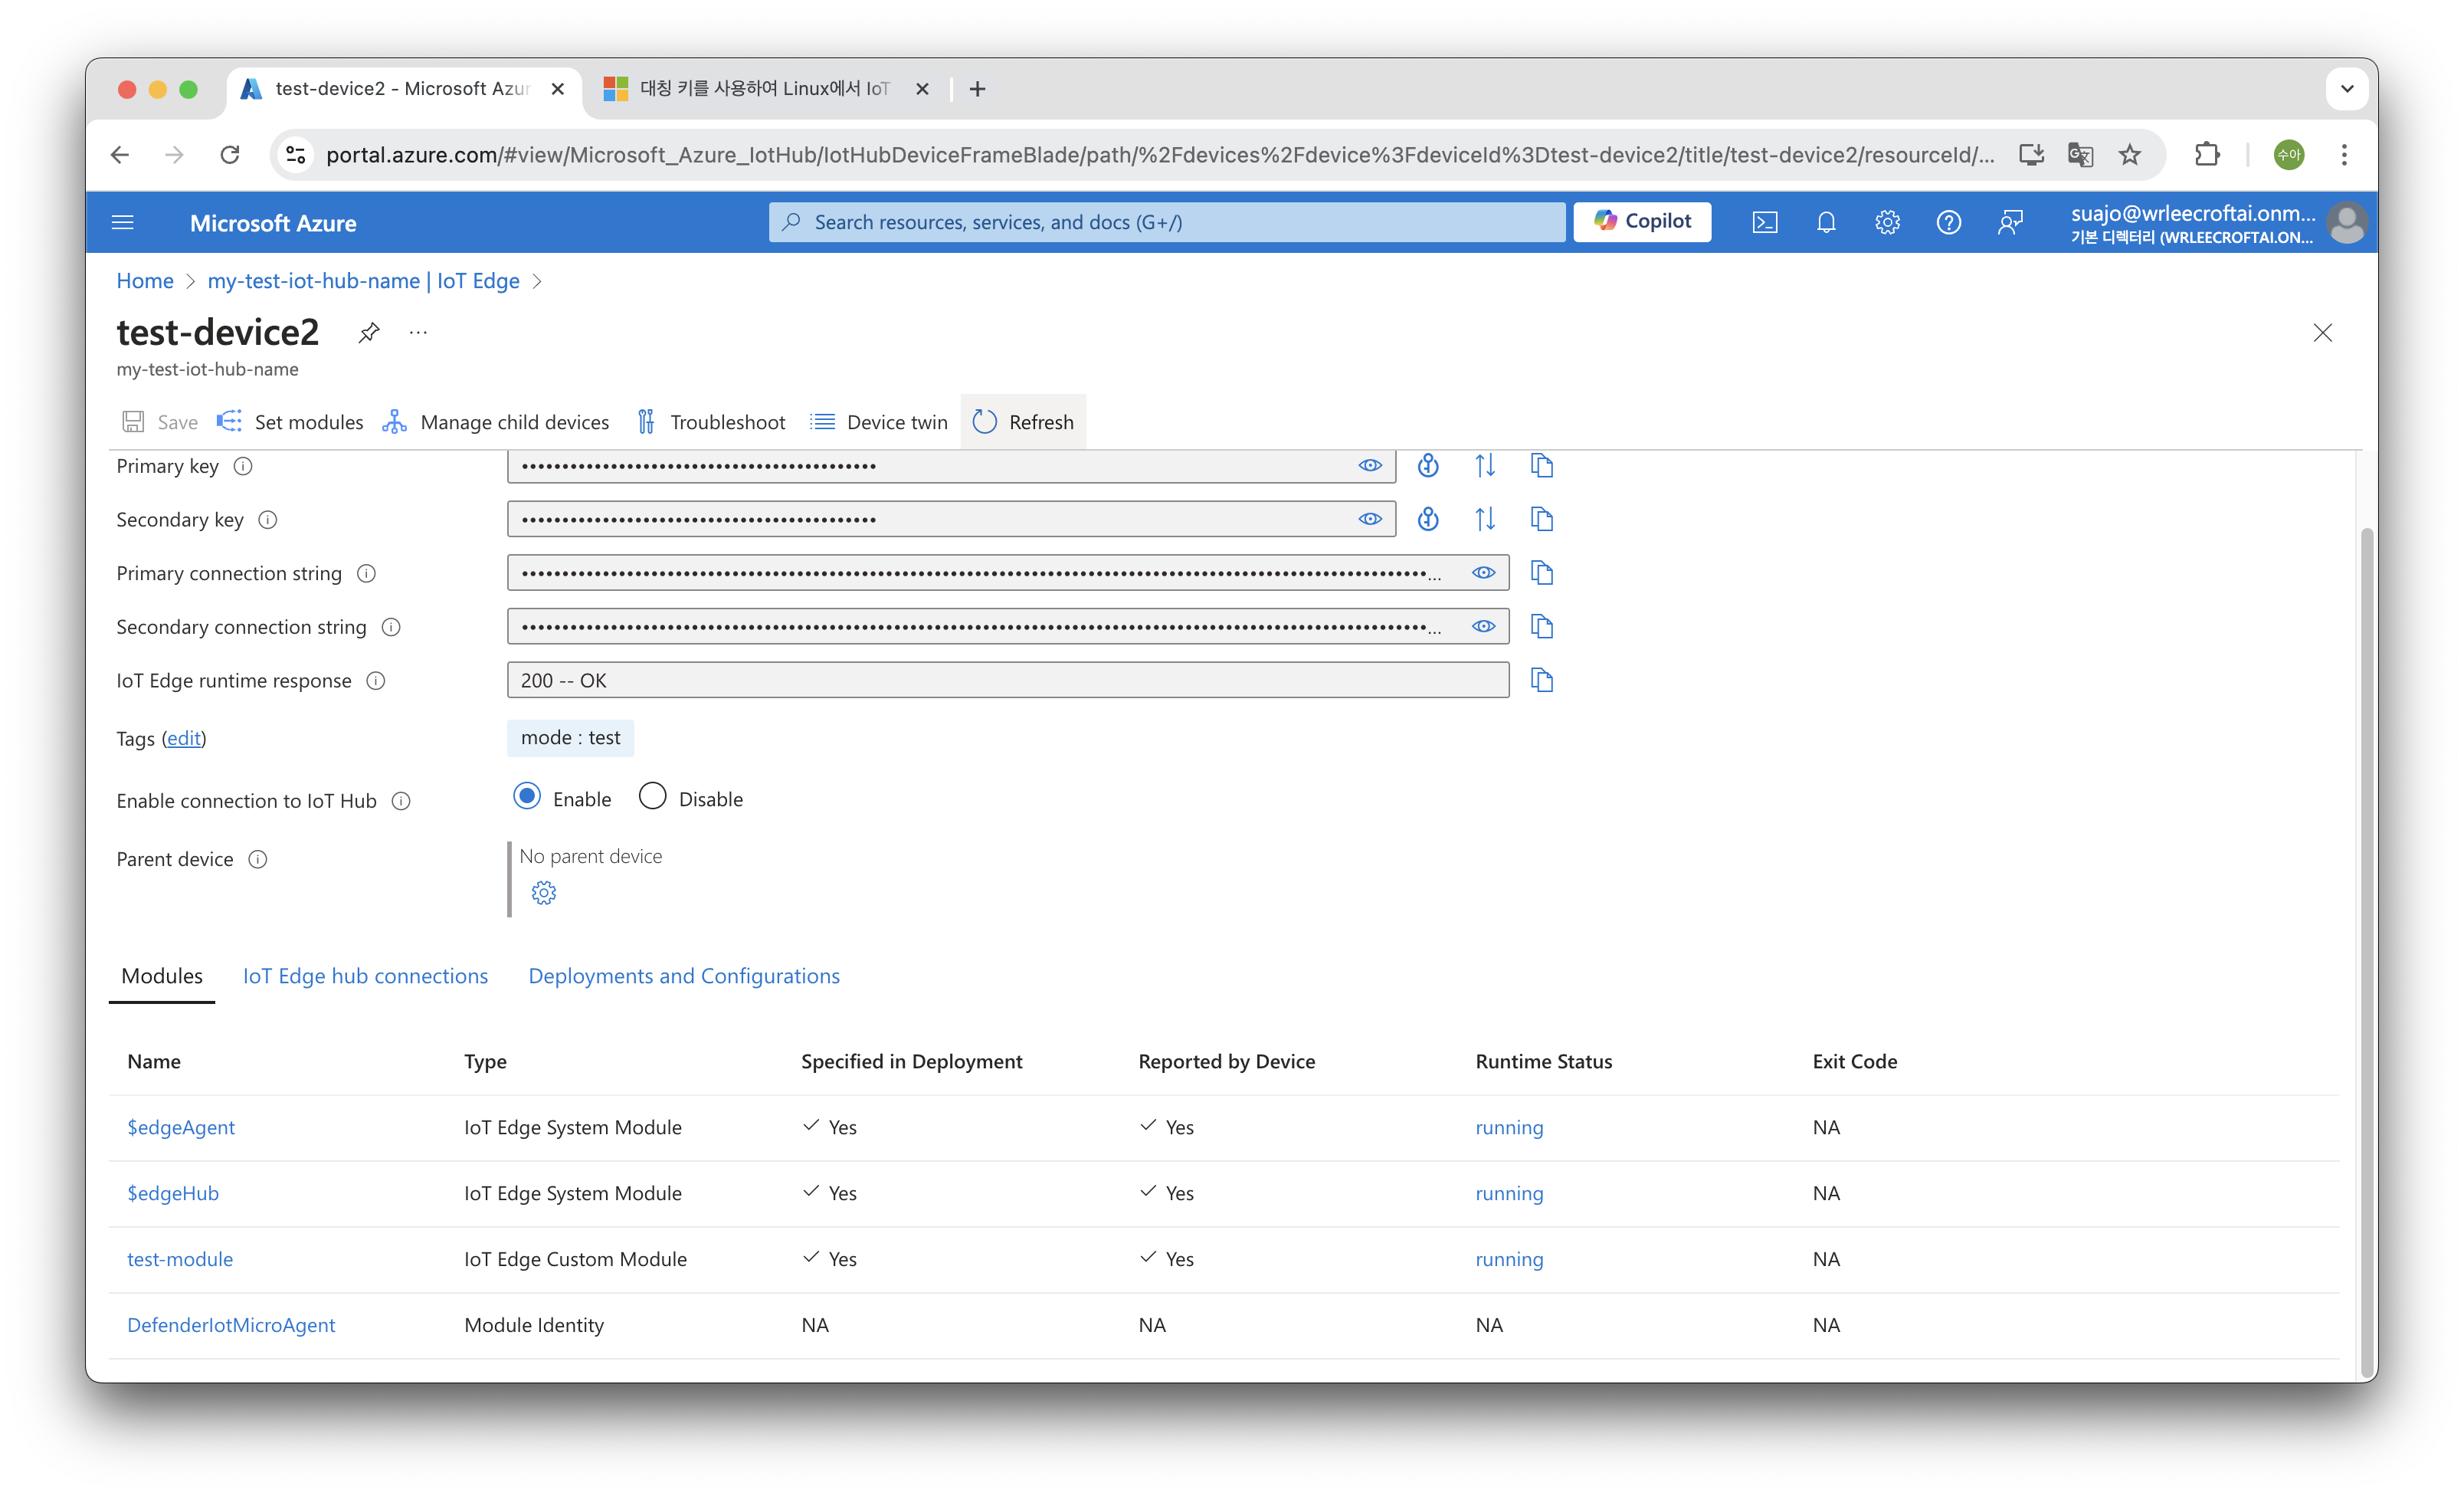 test-device2 - Microsoft Azur
대칭 키를 사용하여 Linux에서 IoT
portal.azure.com/#view/Microsoft_Azure_IotHub/IotHubDeviceFrameBlade/path/%2Fdevices%2Fdevice%3FdeviceId%3Dtest-device2/title/test-device2/resourceId/...
수아
Microsoft Azure
Search resources, services, and docs (G+/)
Copilot
suajo@wrleecroftai.onm...
기본 디렉터리 (WRLEECROFTAI.ON...
Home > my-test-iot-hub-name | IoT Edge >
test-device2 ...
my-test-iot-hub-name
Save Set modules Manage child devices Troubleshoot Device twin Refresh
Primary key ••••••••••••••••••••••••••••••••••••••••••••
Secondary key ••••••••••••••••••••••••••••••••••••••••••••
Primary connection string ...
Secondary connection string ...
IoT Edge runtime response 200 -- OK
Tags (edit) mode : test
Enable connection to IoT Hub Enable Disable
Parent device No parent device
Modules IoT Edge hub connections Deployments and Configurations
Name Type Specified in Deployment Reported by Device Runtime Status Exit Code
$edgeAgent IoT Edge System Module Yes Yes running NA
$edgeHub IoT Edge System Module Yes Yes running NA
test-module IoT Edge Custom Module Yes Yes running NA
DefenderIotMicroAgent Module Identity NA NA NA NA